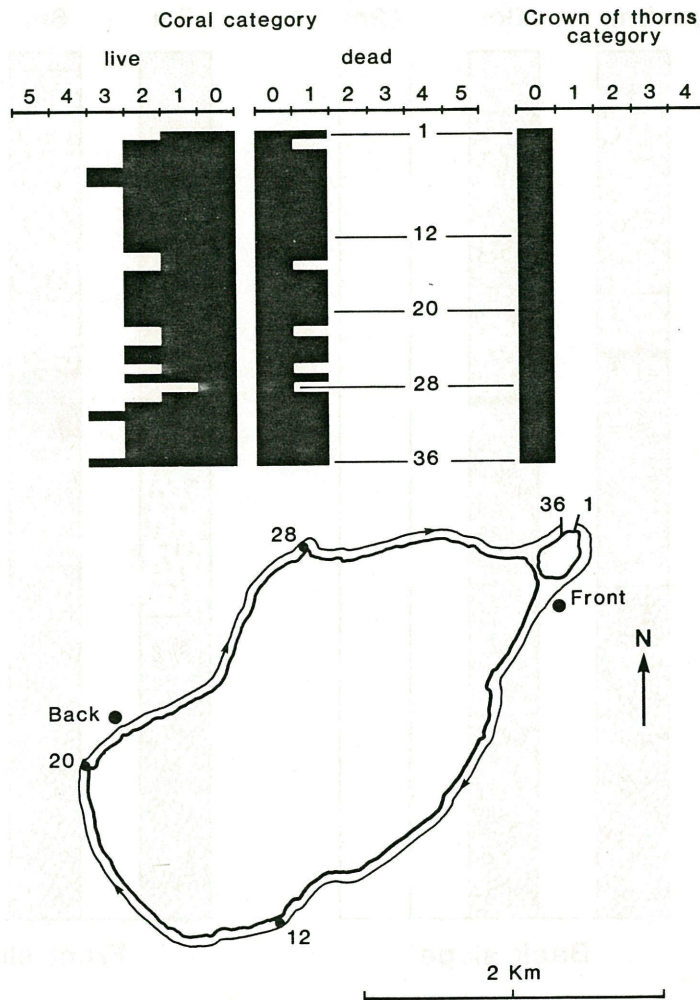 Coral category
Crown of thorns
category
live
dead
5 4 3 2 1 0
0 1 2 3 4 5
0 1 2 3 4
1
12
20
28
36
36 1
28
Front
N
Back
20
12
2 Km